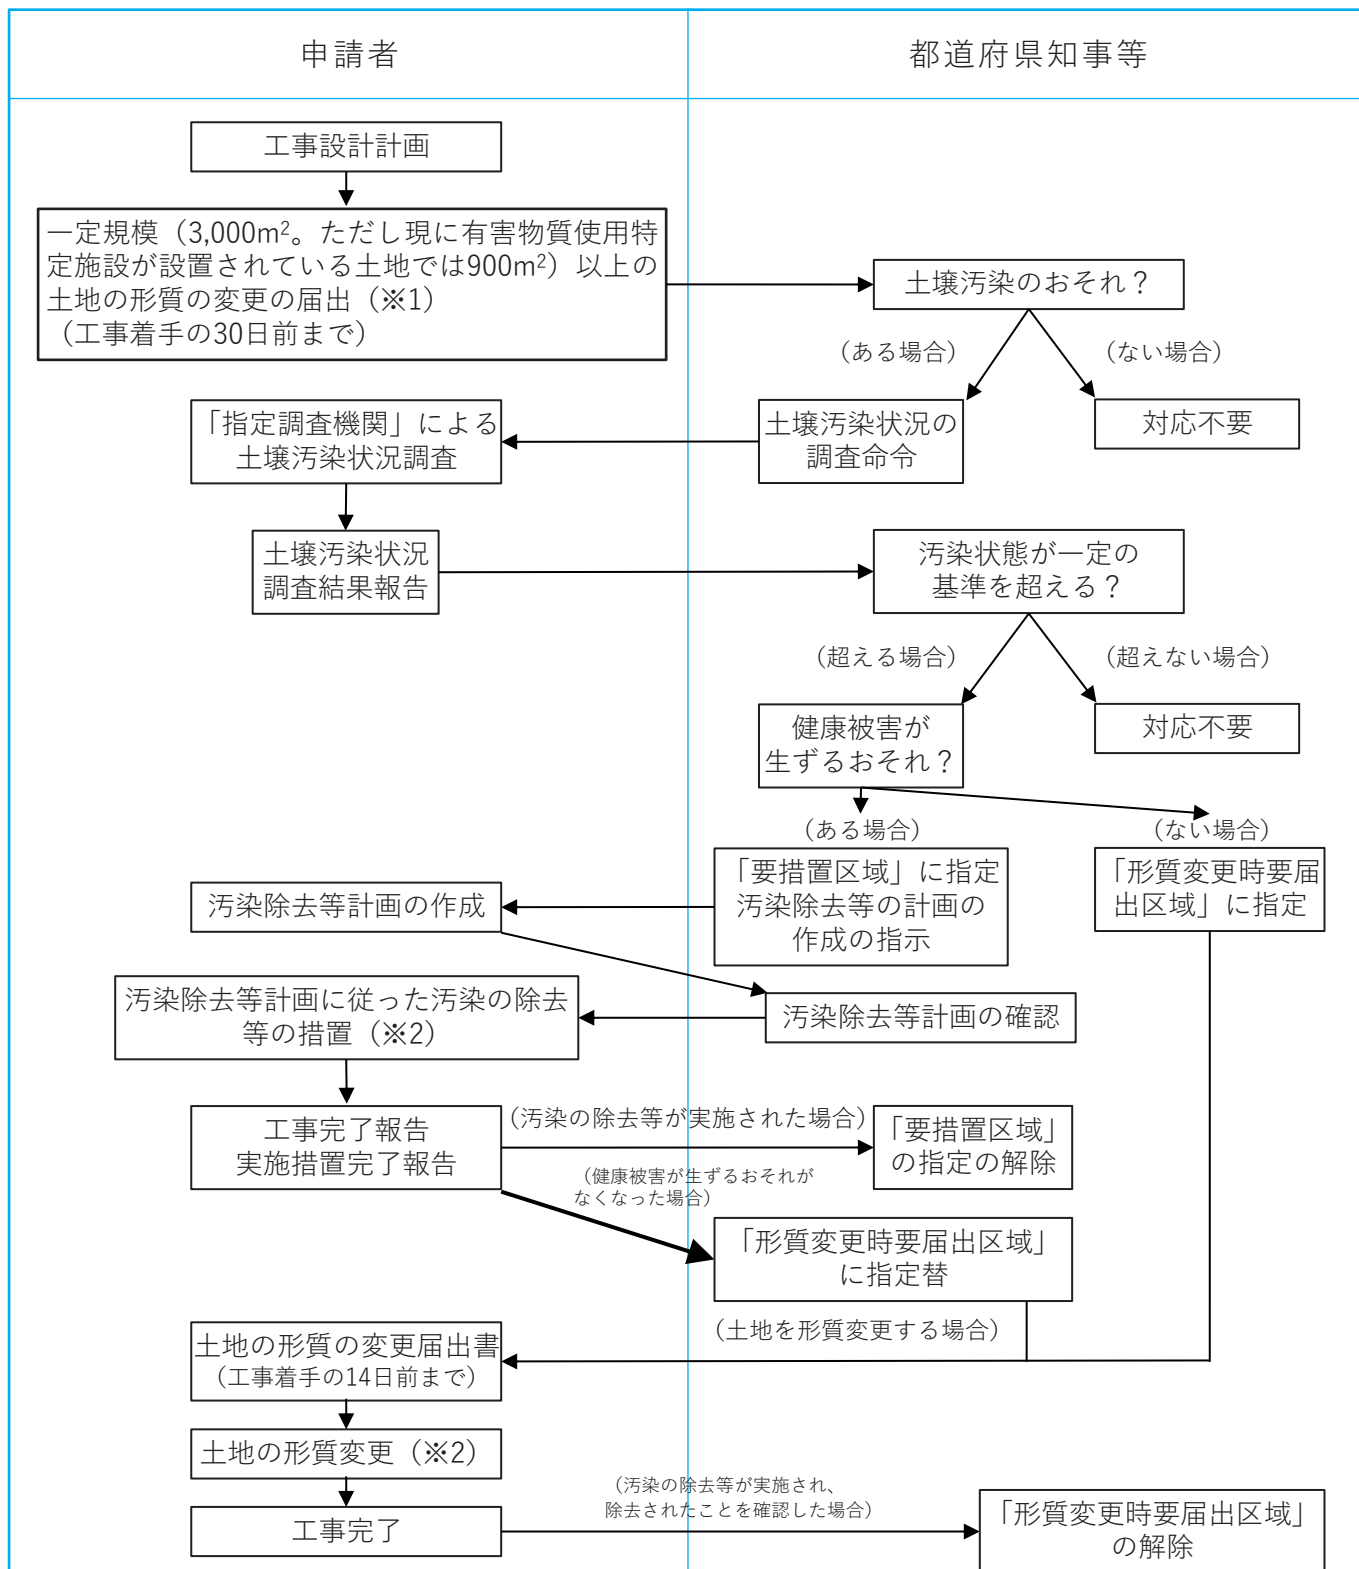 申請者
都道府県知事等
工事設計計画
一定規模（3,000m²。ただし現に有害物質使用特
定施設が設置されている土地では900m²）以上の
土地の形質の変更の届出（※1）
（工事着手の30日前まで）
土壌汚染のおそれ？
（ある場合）
（ない場合）
「指定調査機関」による
土壌汚染状況調査
土壌汚染状況の
調査命令
対応不要
土壌汚染状況
調査結果報告
汚染状態が一定の
基準を超える？
（超える場合）
（超えない場合）
健康被害が
生ずるおそれ？
対応不要
（ある場合）
（ない場合）
汚染除去等計画の作成
「要措置区域」に指定
汚染除去等の計画の
作成の指示
「形質変更時要届
出区域」に指定
汚染除去等計画に従った汚染の除去
等の措置（※2）
汚染除去等計画の確認
工事完了報告
実施措置完了報告
（汚染の除去等が実施された場合）
「要措置区域」
の指定の解除
（健康被害が生ずるおそれが
なくなった場合）
「形質変更時要届出区域」
に指定替
（土地を形質変更する場合）
土地の形質の変更届出書
（工事着手の14日前まで）
土地の形質変更（※2）
工事完了
（汚染の除去等が実施され、
除去されたことを確認した場合）
「形質変更時要届出区域」
の解除